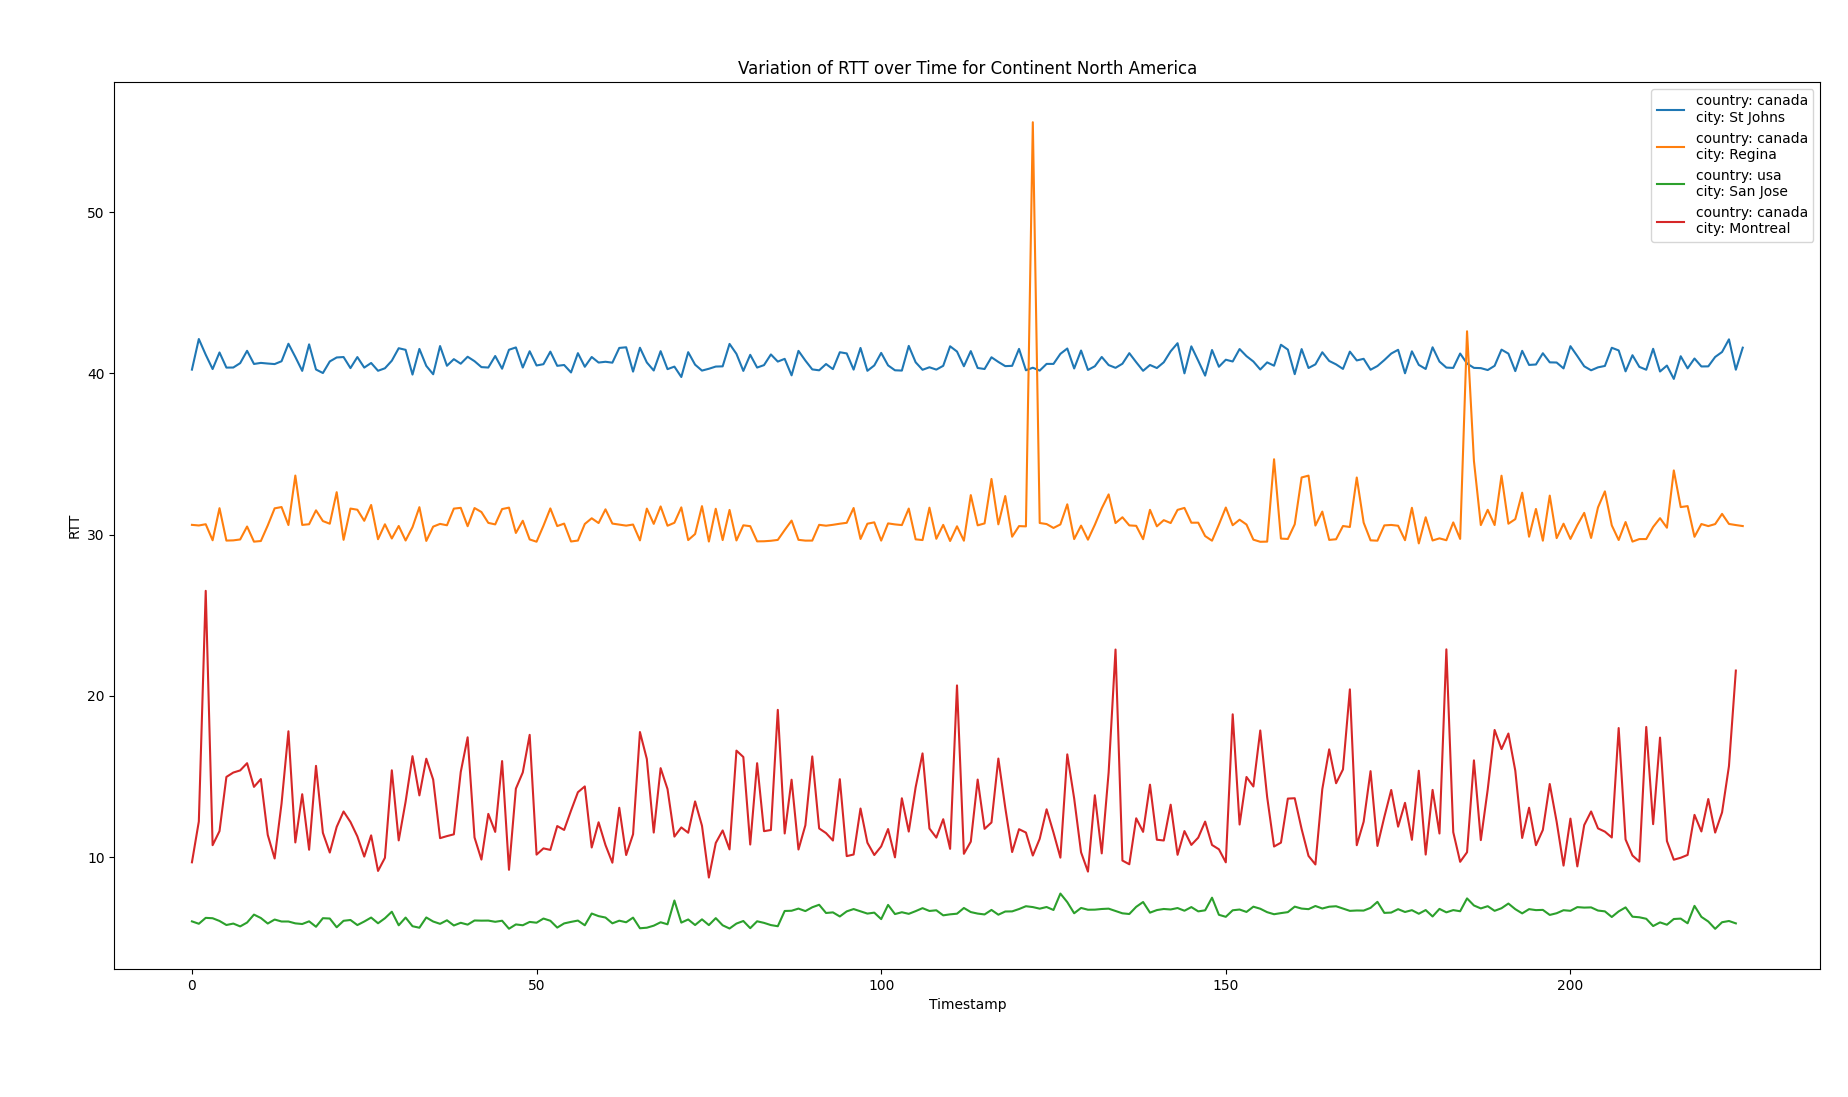 Variation of RTT over Time for Continent North America
country: canada
city: St Johns
country: canada
city: Regina
country: usa
city: San Jose
country: canada
city: Montreal
RTT
50
40
30
20
10
0
50
100
150
200
Timestamp